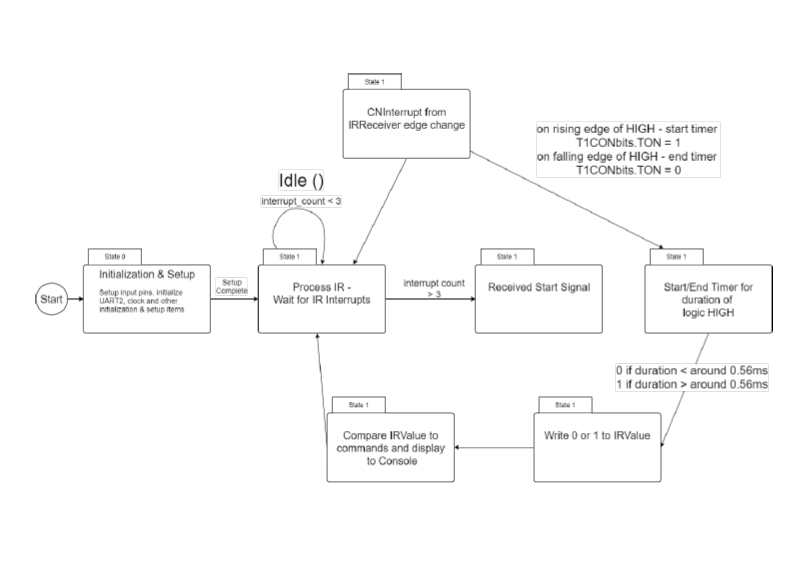 State 1
CNInterrupt from
IRReceiver edge change
on rising edge of HIGH - start timer
T1CONbits.TON = 1
on falling edge of HIGH - end timer
T1CONbits.TON = 0
Idle ()
interrupt_count < 3
State 0
Initialization & Setup
Setup input pins, initialize
UART2, clock and other
initialization & setup items
Start
Setup
Complete
State 1
Process IR -
Wait for IR Interrupts
interrupt count
> 3
State 1
Received Start Signal
State 1
Start/End Timer for
duration of
logic HIGH
0 if duration < around 0.56ms
1 if duration > around 0.56ms
State 1
Compare IRValue to
commands and display
to Console
State 1
Write 0 or 1 to IRValue